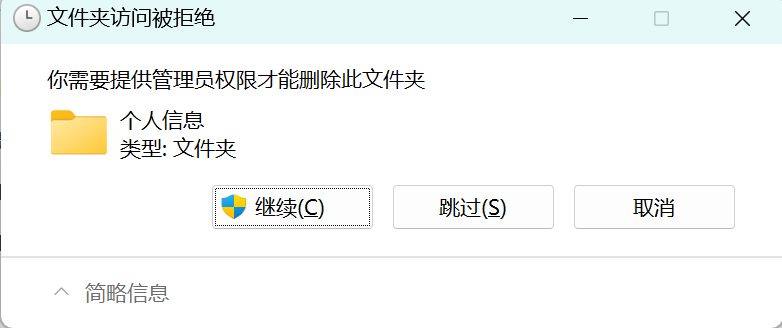 文件夹访问被拒绝
你需要提供管理员权限才能删除此文件夹
个人信息
类型: 文件夹
继续(C)
跳过(S)
取消
简略信息